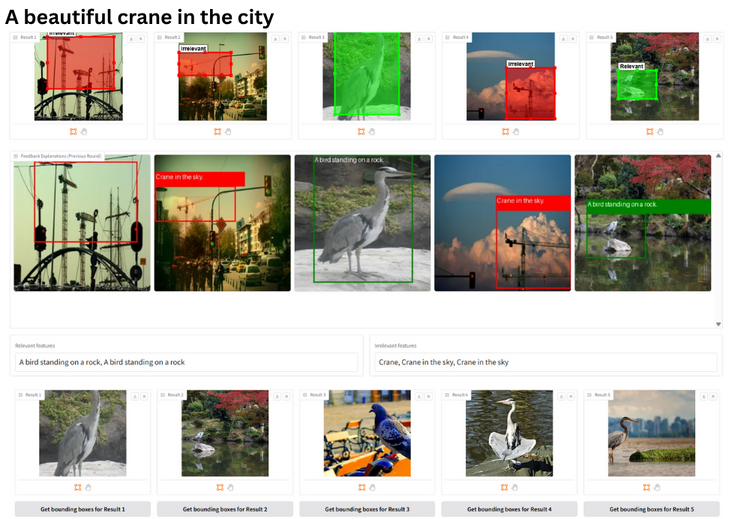 A beautiful crane in the city
Result 1
Result 2
Result 3
Result 4
Result 5
Irrelevant
Irrelevant
Irrelevant
Relevant
Feedback Explanations (Previous Round)
Crane in the sky.
A bird standing on a rock.
Crane in the sky.
A bird standing on a rock.
Relevant features
Irrelevant features
A bird standing on a rock, A bird standing on a rock
Crane, Crane in the sky, Crane in the sky
Result 1
Result 2
Result 3
Result 4
Result 5
Get bounding boxes for Result 1
Get bounding boxes for Result 2
Get bounding boxes for Result 3
Get bounding boxes for Result 4
Get bounding boxes for Result 5